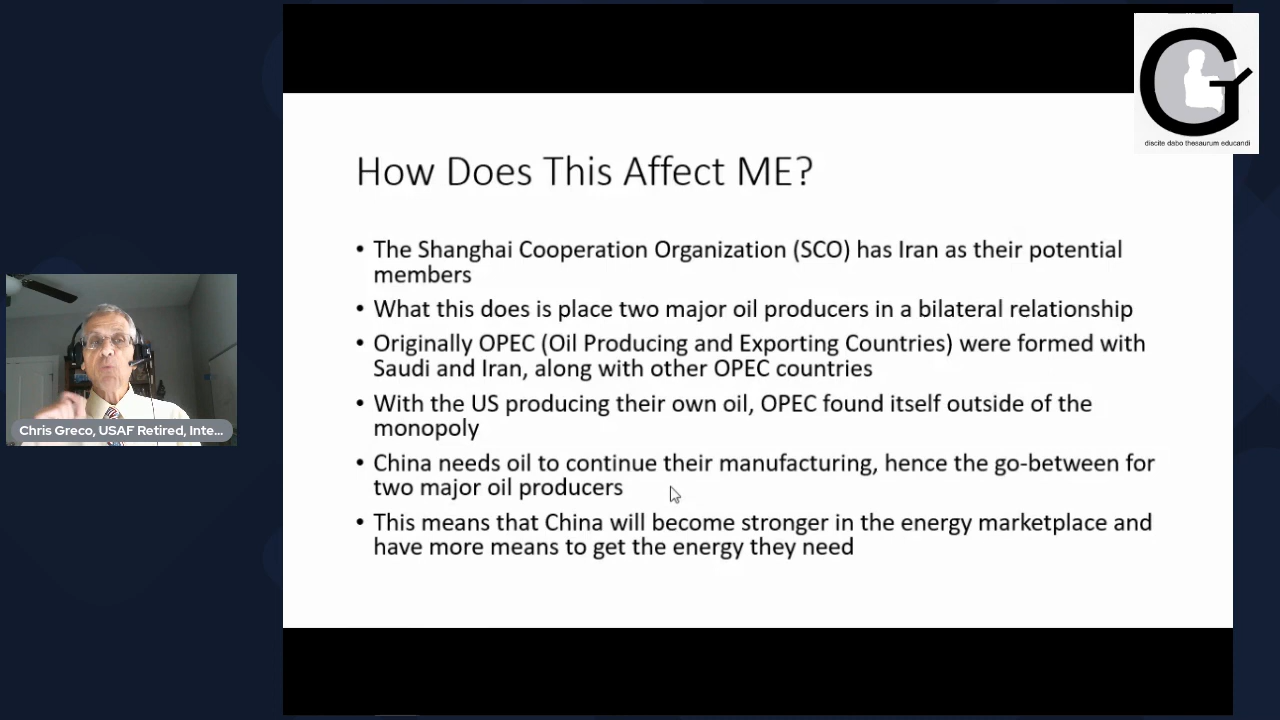 discite dabo thesaurum educandi
How Does This Affect ME?
• The Shanghai Cooperation Organization (SCO) has Iran as their potential
members
• What this does is place two major oil producers in a bilateral relationship
• Originally OPEC (Oil Producing and Exporting Countries) were formed with
Saudi and Iran, along with other OPEC countries
• With the US producing their own oil, OPEC found itself outside of the
monopoly
• China needs oil to continue their manufacturing, hence the go-between for
two major oil producers
• This means that China will become stronger in the energy marketplace and
have more means to get the energy they need
Chris Greco, USAF Retired, Inte...